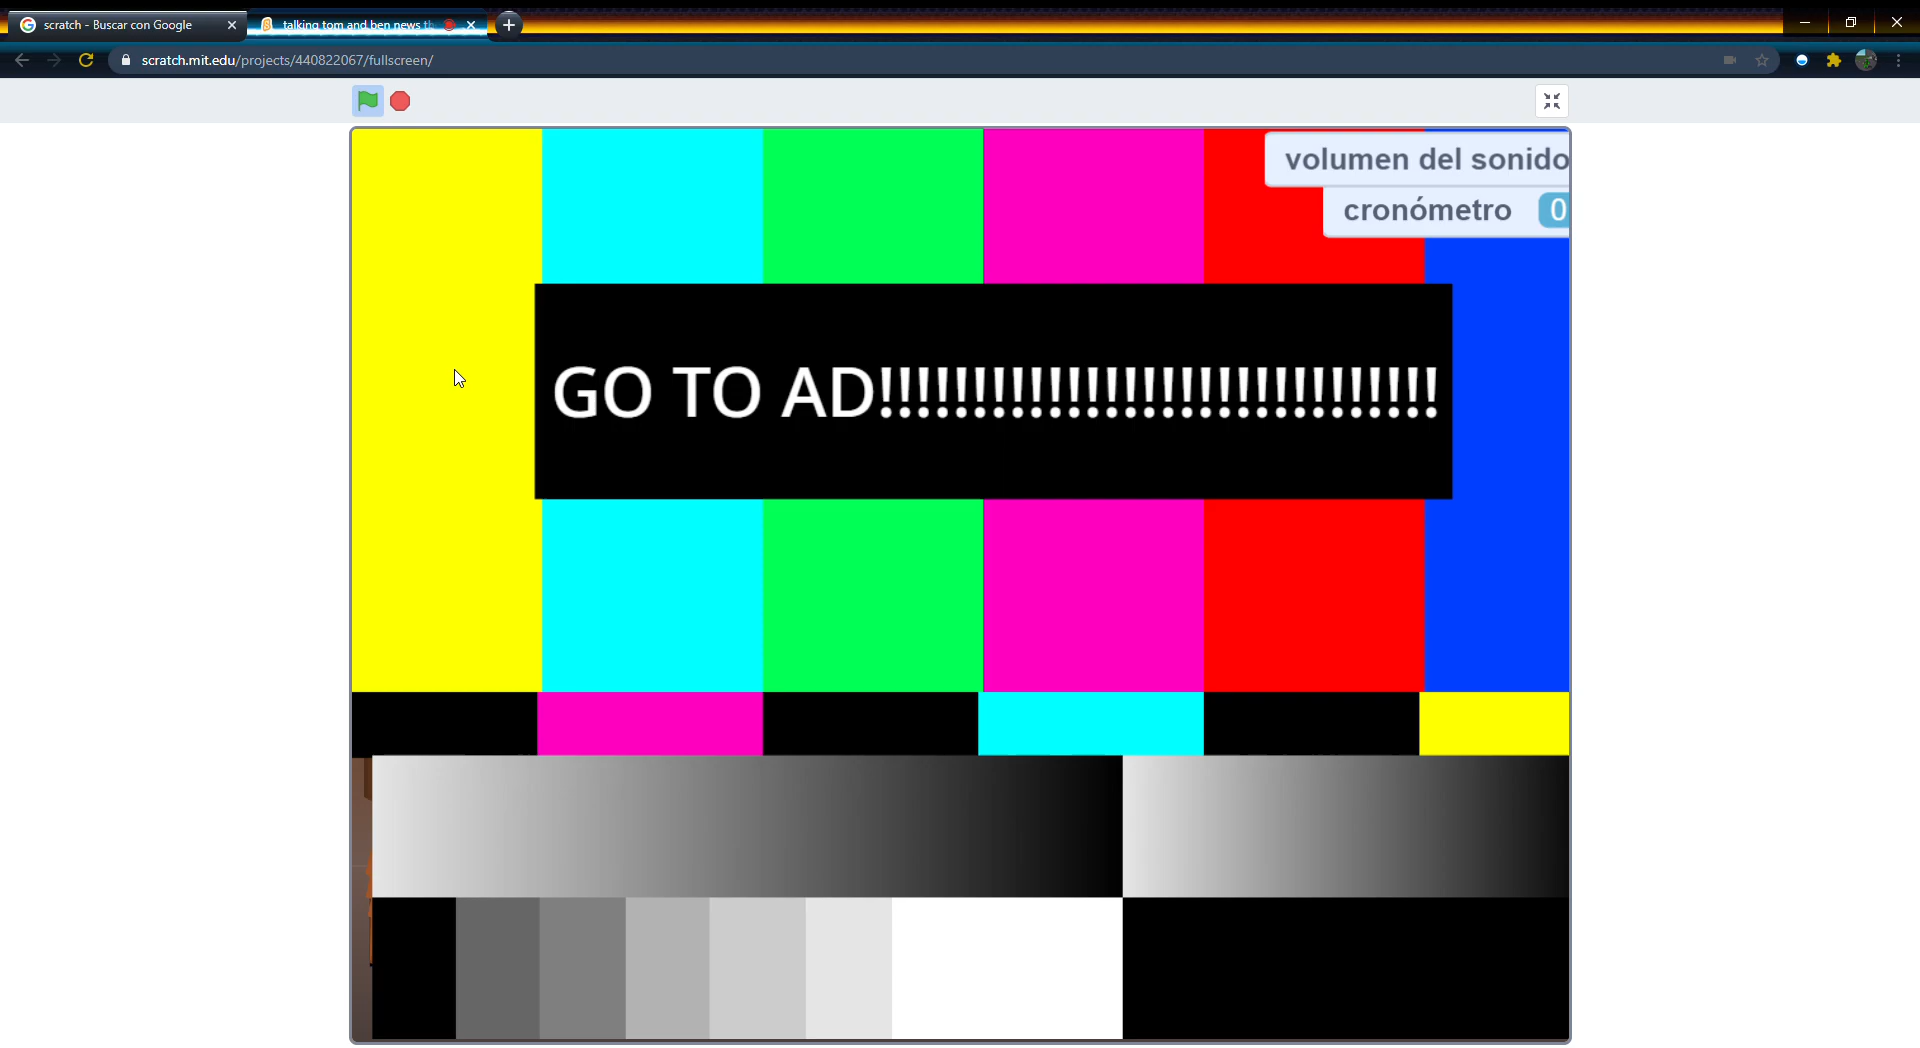 scratch - Buscar con Google
talking tom and ben news th
scratch.mit.edu/projects/440822067/fullscreen/
volumen del sonido
cronómetro 0
GO TO AD!!!!!!!!!!!!!!!!!!!!!!!!!!!!!!